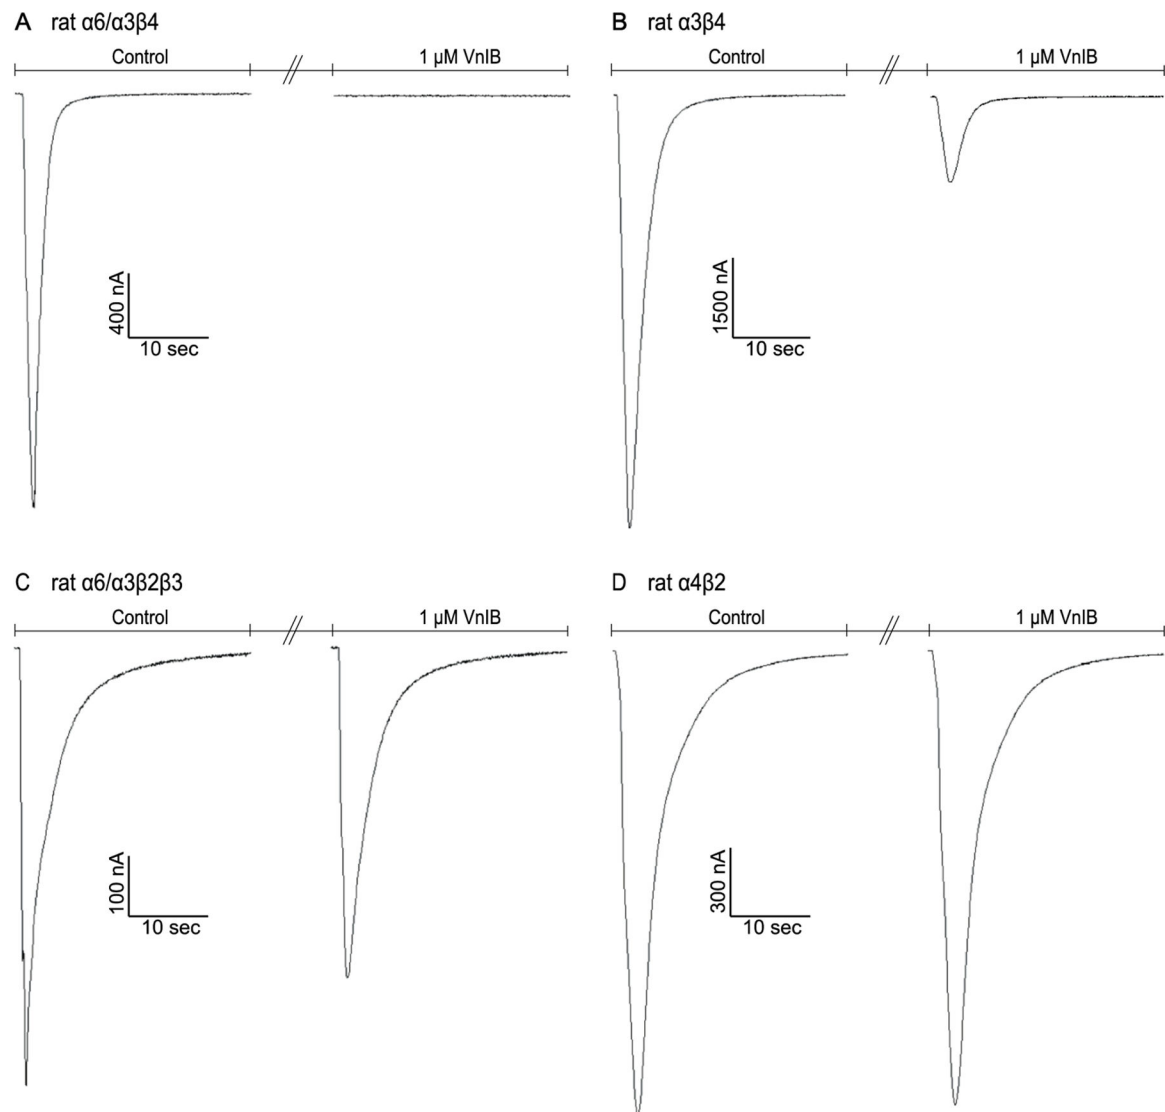 A rat α6/α3β4
Control
1 µM VnIB
400 nA
10 sec
B rat α3β4
Control
1 µM VnIB
1500 nA
10 sec
C rat α6/α3β2β3
Control
1 µM VnIB
100 nA
10 sec
D rat α4β2
Control
1 µM VnIB
300 nA
10 sec